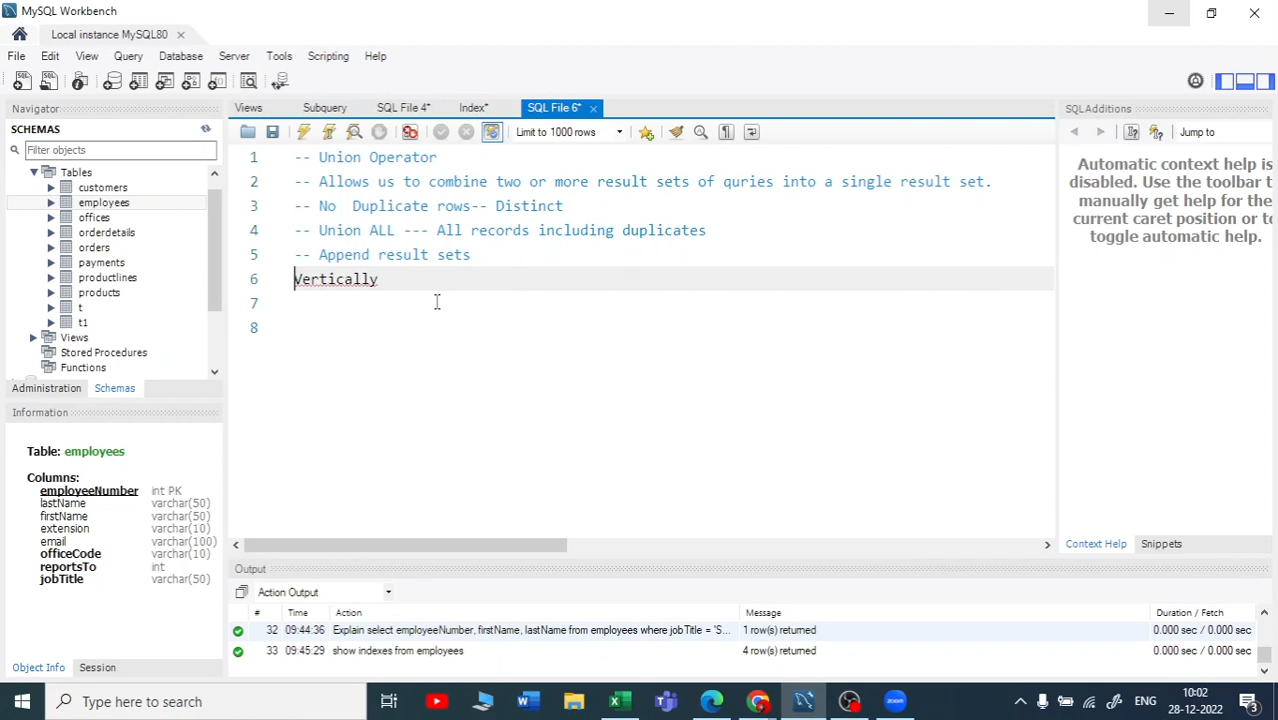 MySQL Workbench
Local instance MySQL80
File Edit View Query Database Server Tools Scripting Help
Navigator
SCHEMAS
Filter objects
Tables
customers
employees
offices
orderdetails
orders
payments
productlines
products
t
t1
Views
Stored Procedures
Functions
Administration Schemas
Information
Table: employees
Columns:
employeeNumber int PK
lastName varchar(50)
firstName varchar(50)
extension varchar(10)
email varchar(100)
officeCode varchar(10)
reportsTo int
jobTitle varchar(50)
Object Info Session
Views Subquery SQL File 4* Index* SQL File 6*
Limit to 1000 rows
1 -- Union Operator
2 -- Allows us to combine two or more result sets of quries into a single result set.
3 -- No  Duplicate rows-- Distinct
4 -- Union ALL --- All records including duplicates
5 -- Append result sets
6 Vertically
7
8
SQLAdditions
Jump to
Automatic context help is
disabled. Use the toolbar t
manually get help for the
current caret position or to
toggle automatic help.
Context Help Snippets
Output
Action Output
# Time Action Message Duration / Fetch
32 09:44:36 Explain select employeeNumber, firstName, lastName from employees where jobTitle = 'S... 1 row(s) returned 0.000 sec / 0.000 sec
33 09:45:29 show indexes from employees 4 row(s) returned 0.000 sec / 0.000 sec
Type here to search
ENG
10:02
28-12-2022
3
zoom